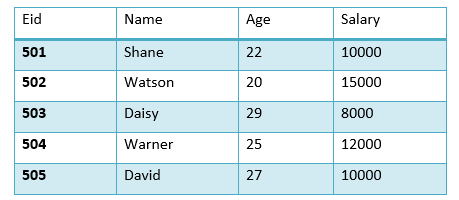 Eid Name Age Salary
501 Shane 22 10000
502 Watson 20 15000
503 Daisy 29 8000
504 Warner 25 12000
505 David 27 10000